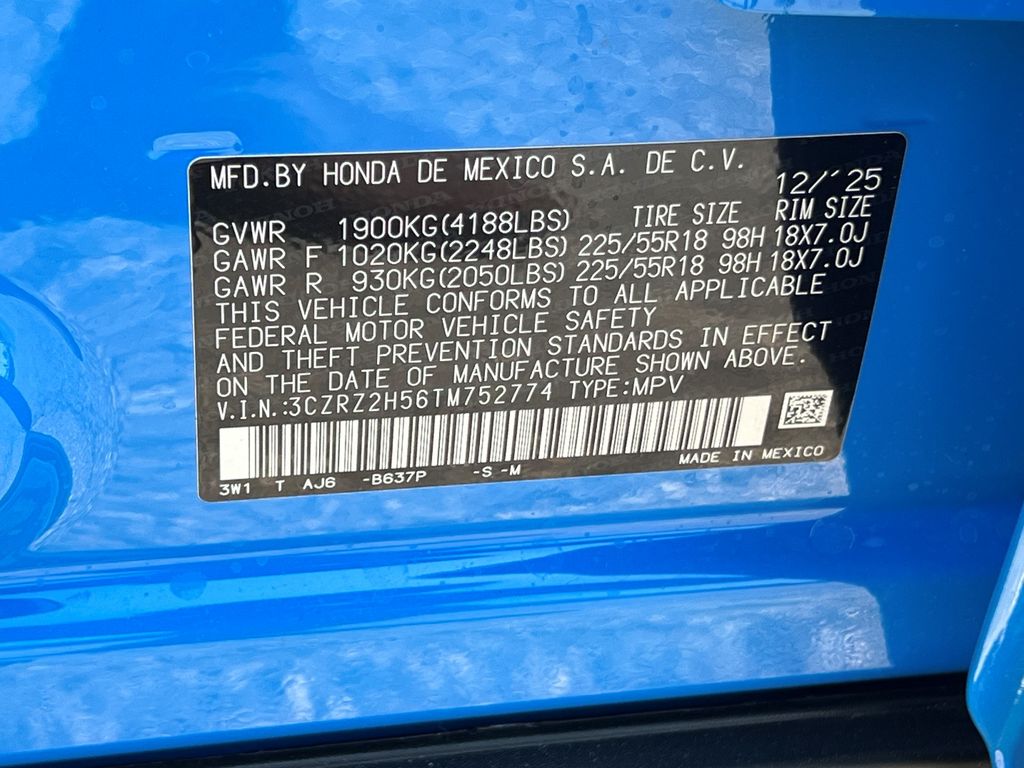 MFD.BY HONDA DE MEXICO S.A. DE C.V.
12/´25
GVWR 1900KG(4188LBS) TIRE SIZE RIM SIZE
GAWR F 1020KG(2248LBS) 225/55R18 98H 18X7.0J
GAWR R 930KG(2050LBS) 225/55R18 98H 18X7.0J
THIS VEHICLE CONFORMS TO ALL APPLICABLE
FEDERAL MOTOR VEHICLE SAFETY
AND THEFT PREVENTION STANDARDS IN EFFECT
ON THE DATE OF MANUFACTURE SHOWN ABOVE.
V.I.N.:3CZRZ2H56TM752774 TYPE:MPV
3W1 T AJ6 -B637P -S -M MADE IN MEXICO